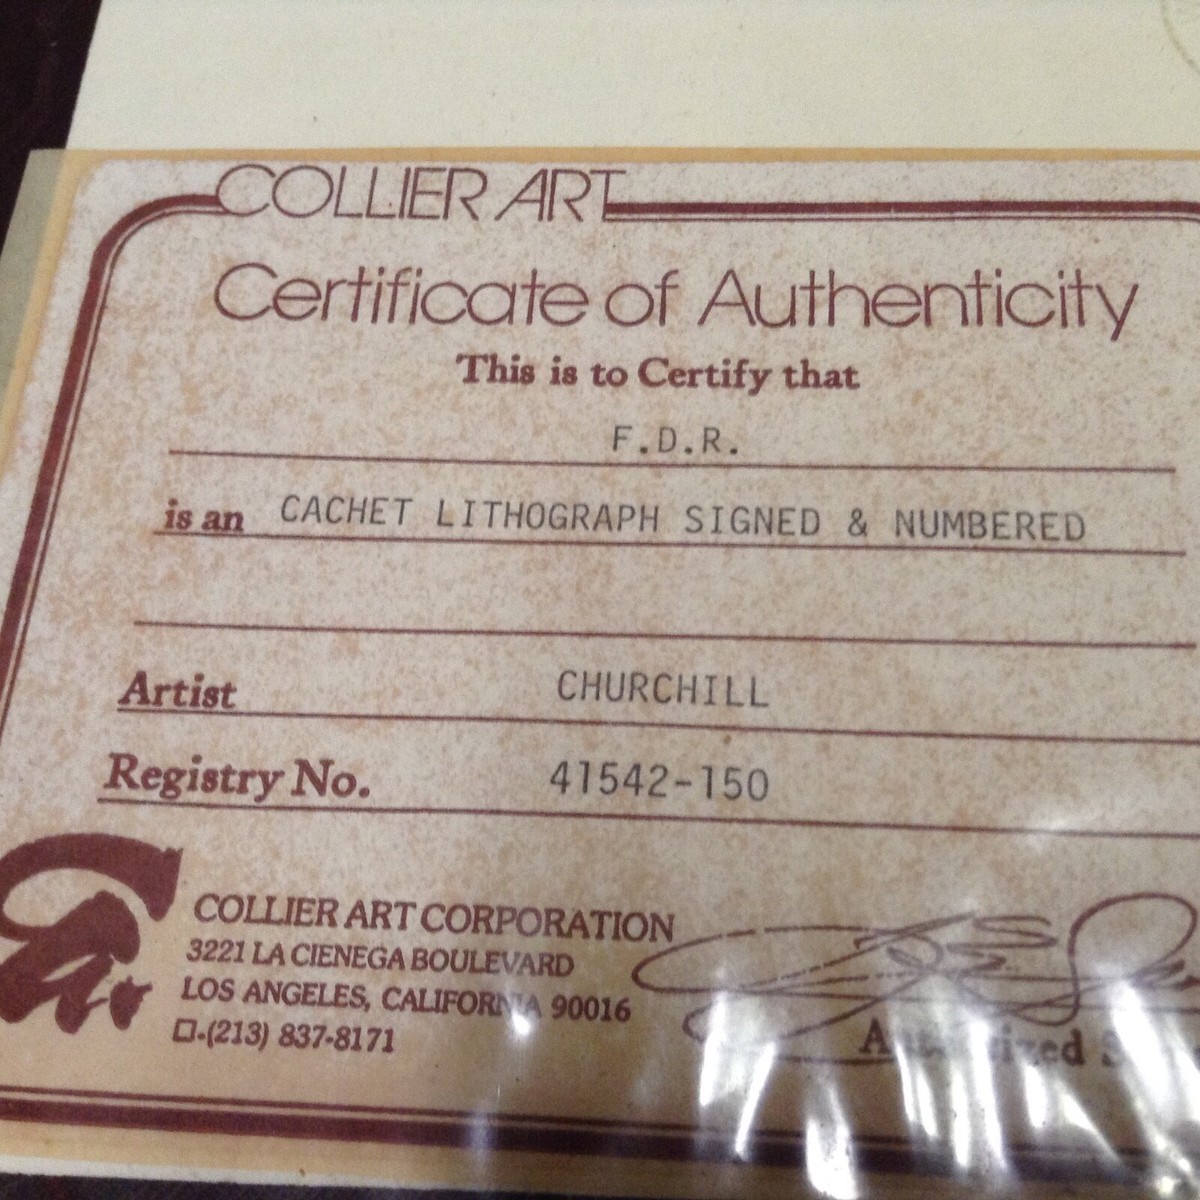 COLLIER ART
Certificate of Authenticity
This is to Certify that
F.D.R.
is an CACHET LITHOGRAPH SIGNED & NUMBERED
Artist CHURCHILL
Registry No. 41542-150
COLLIER ART CORPORATION
3221 LA CIENEGA BOULEVARD
LOS ANGELES, CALIFORNIA 90016
(213) 837-8171